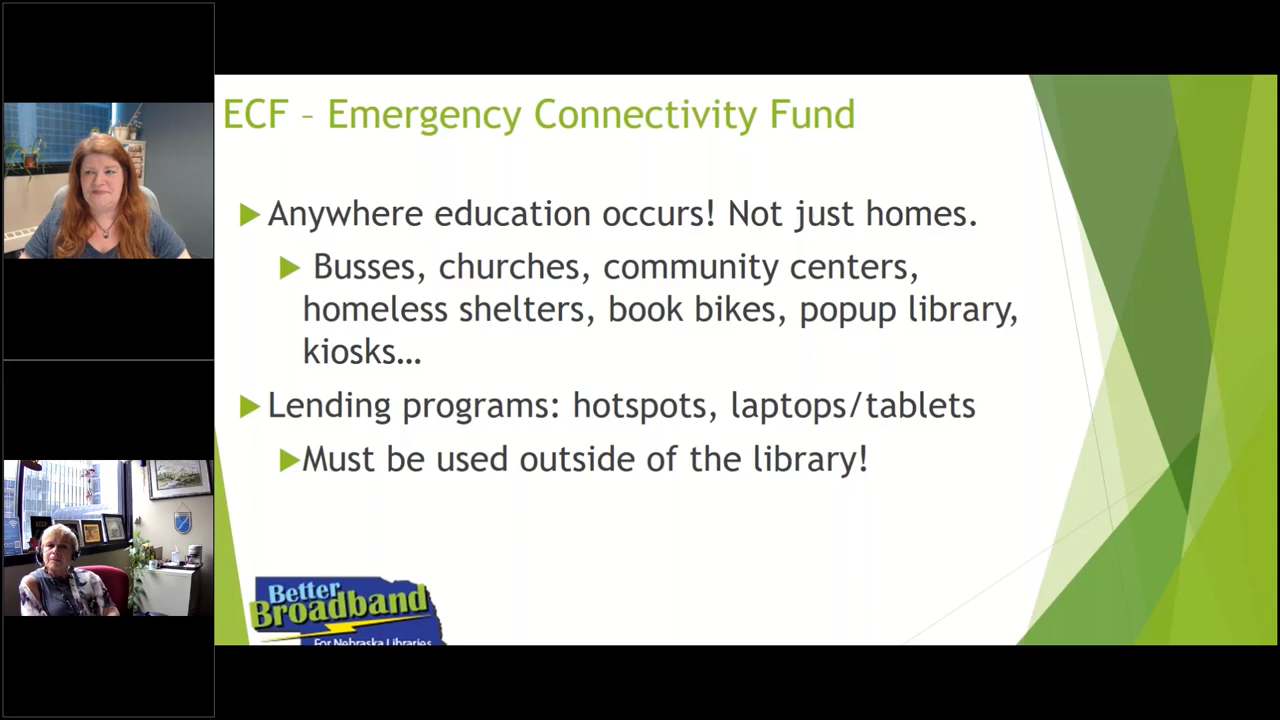 ECF – Emergency Connectivity Fund
Anywhere education occurs! Not just homes.
Busses, churches, community centers,
homeless shelters, book bikes, popup library,
kiosks…
Lending programs: hotspots, laptops/tablets
Must be used outside of the library!
Better
Broadband
For Nebraska Libraries